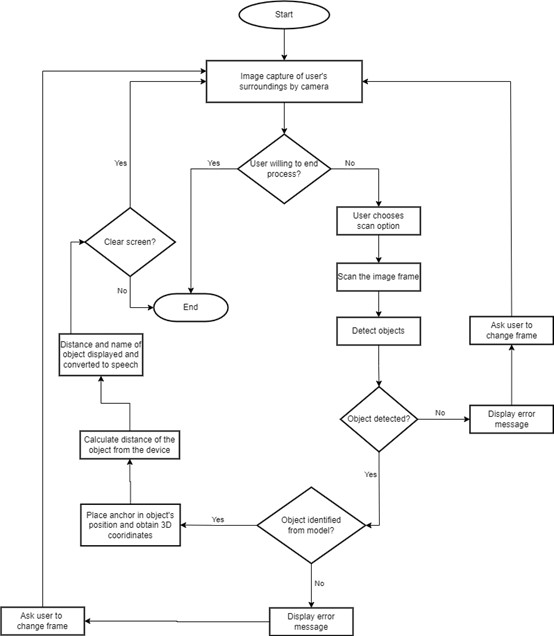 Start
Image capture of user's
surroundings by camera
User willing to end
process?
Yes
No
Yes
User chooses
scan option
Clear screen?
Scan the image frame
No
End
Detect objects
Ask user to
change frame
Distance and name of
object displayed and
converted to speech
Object detected?
No
Display error
message
Calculate distance of the
object from the device
Yes
Place anchor in object's
position and obtain 3D
coridinates
Yes
Object identified
from model?
No
Display error
message
Ask user to
change frame